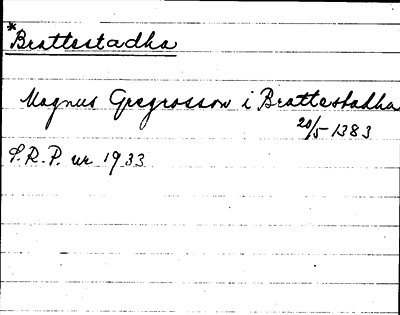 *Brattestadha
Magnus Gregrosson i Brattestadha
20/5 1383
S.R.P. nr 1933